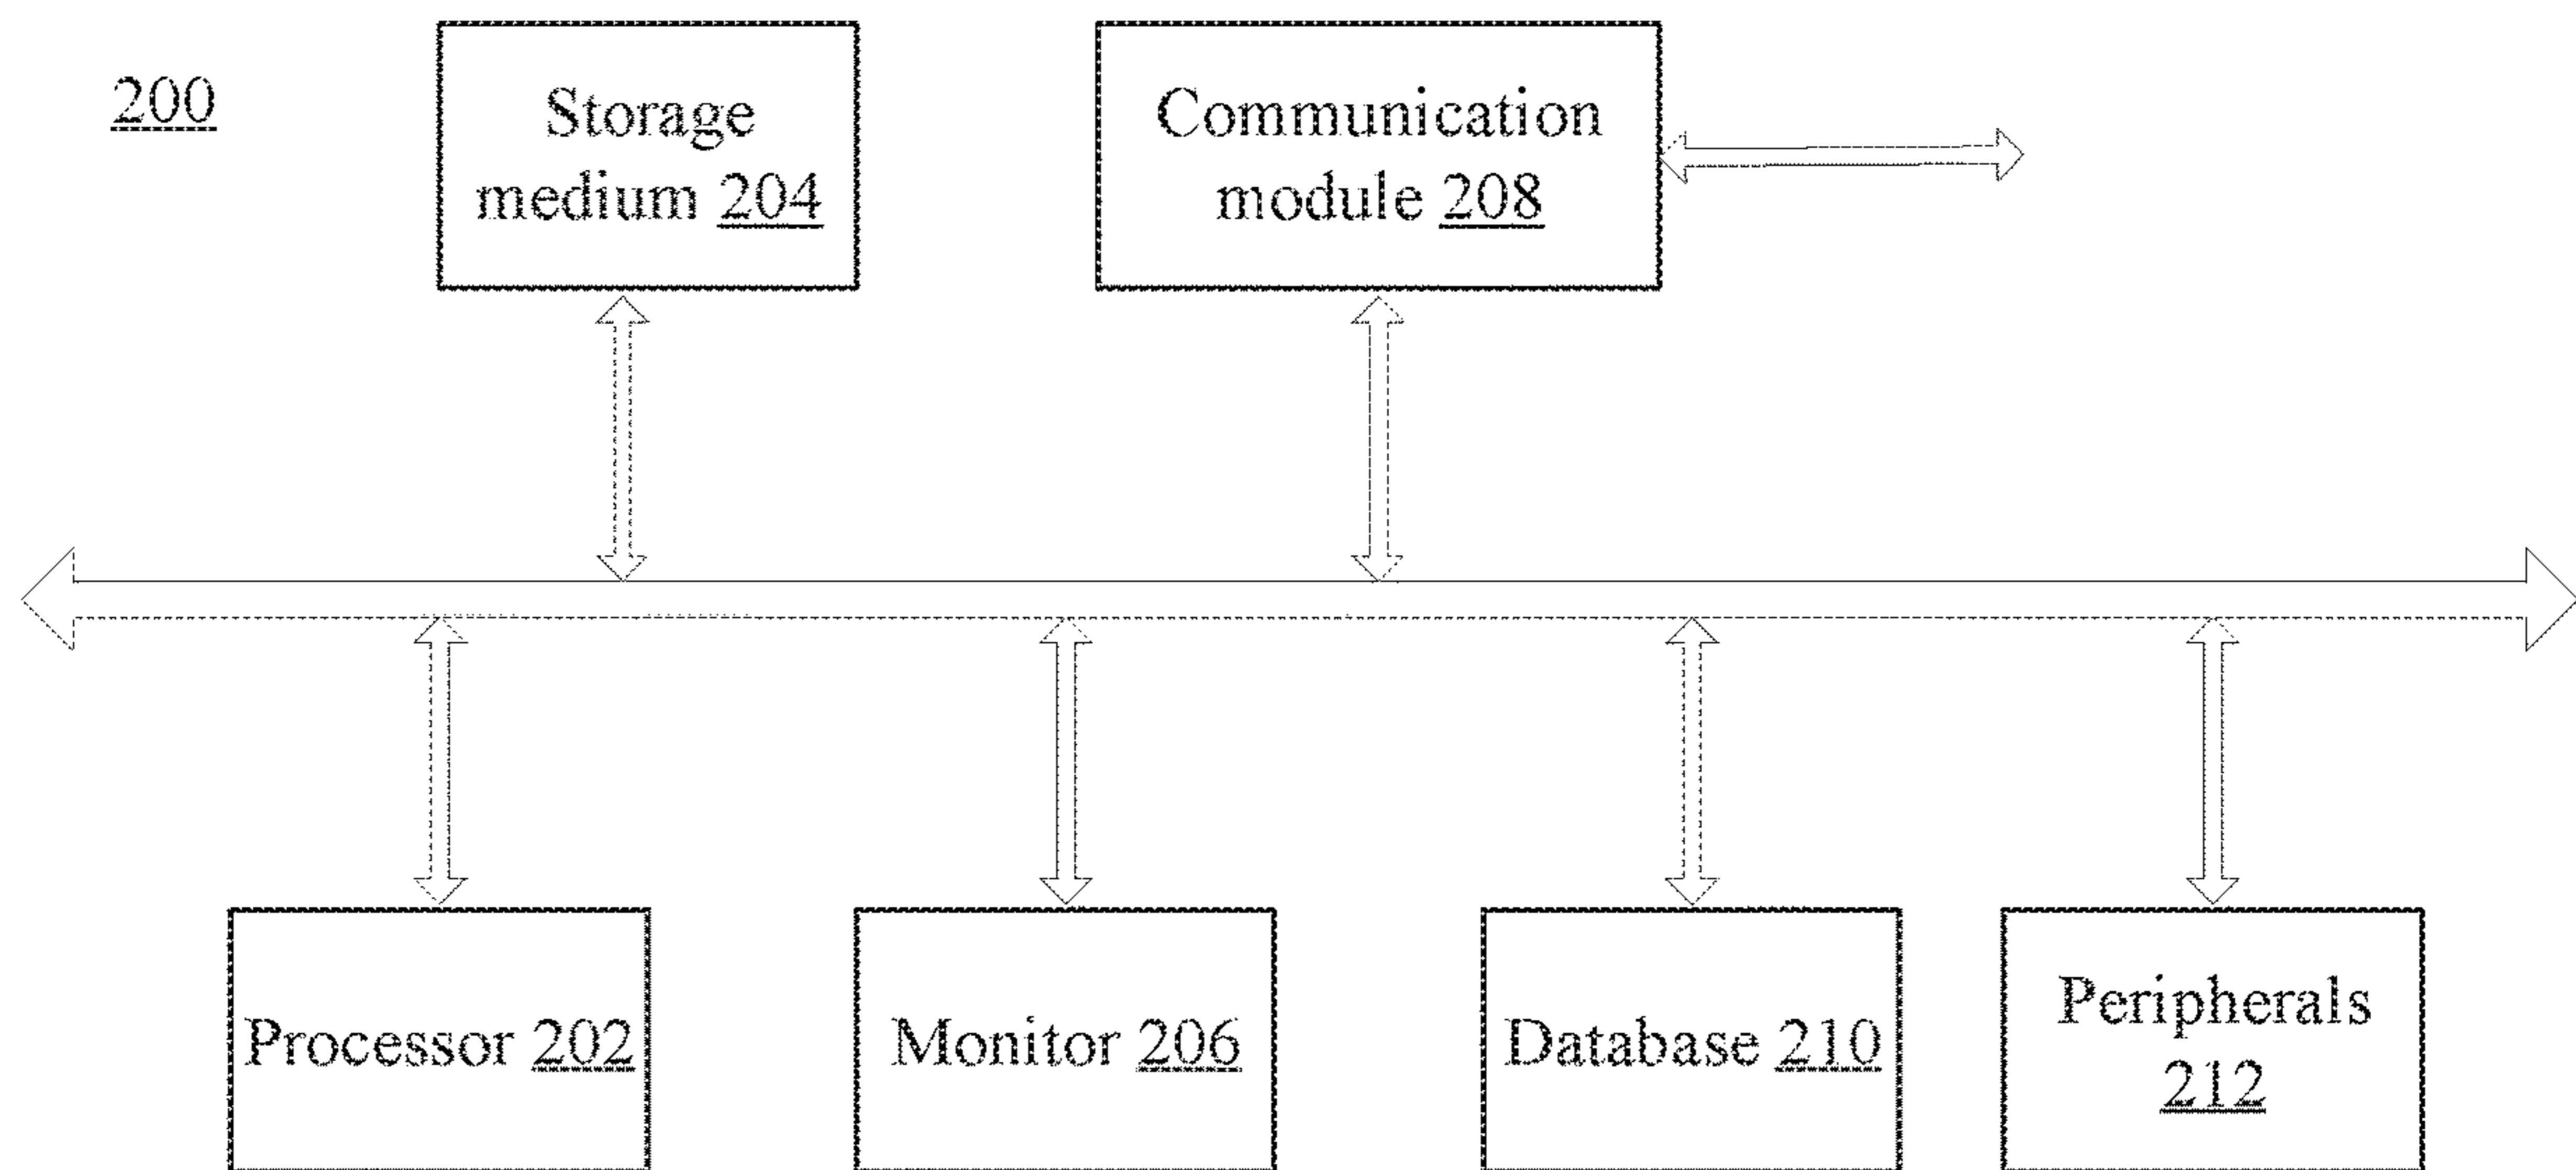 200
Storage
medium 204
Communication
module 208
Processor 202
Monitor 206
Database 210
Peripherals
212